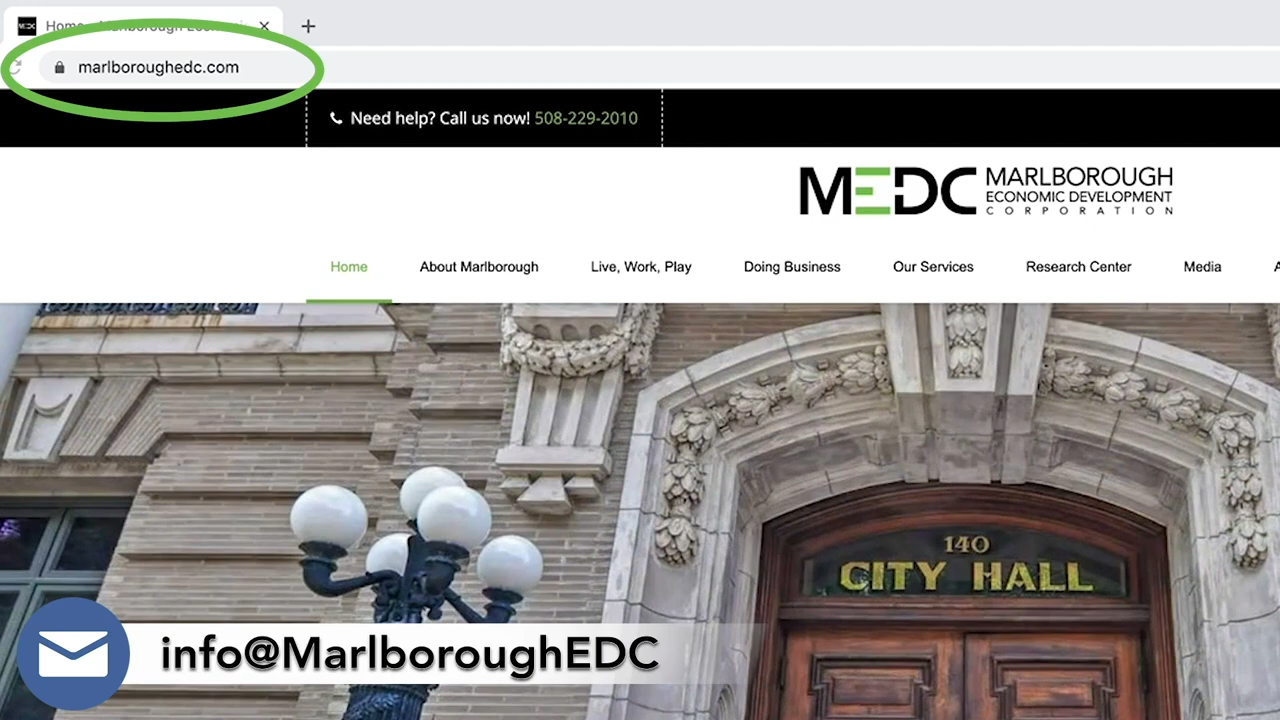 MEDC
marlboroughedc.com
Need help? Call us now! 508-229-2010
MEDC MARLBOROUGH
ECONOMIC DEVELOPMENT
CORPORATION
Home About Marlborough Live, Work, Play Doing Business Our Services Research Center Media
140
CITY HALL
info@MarlboroughEDC